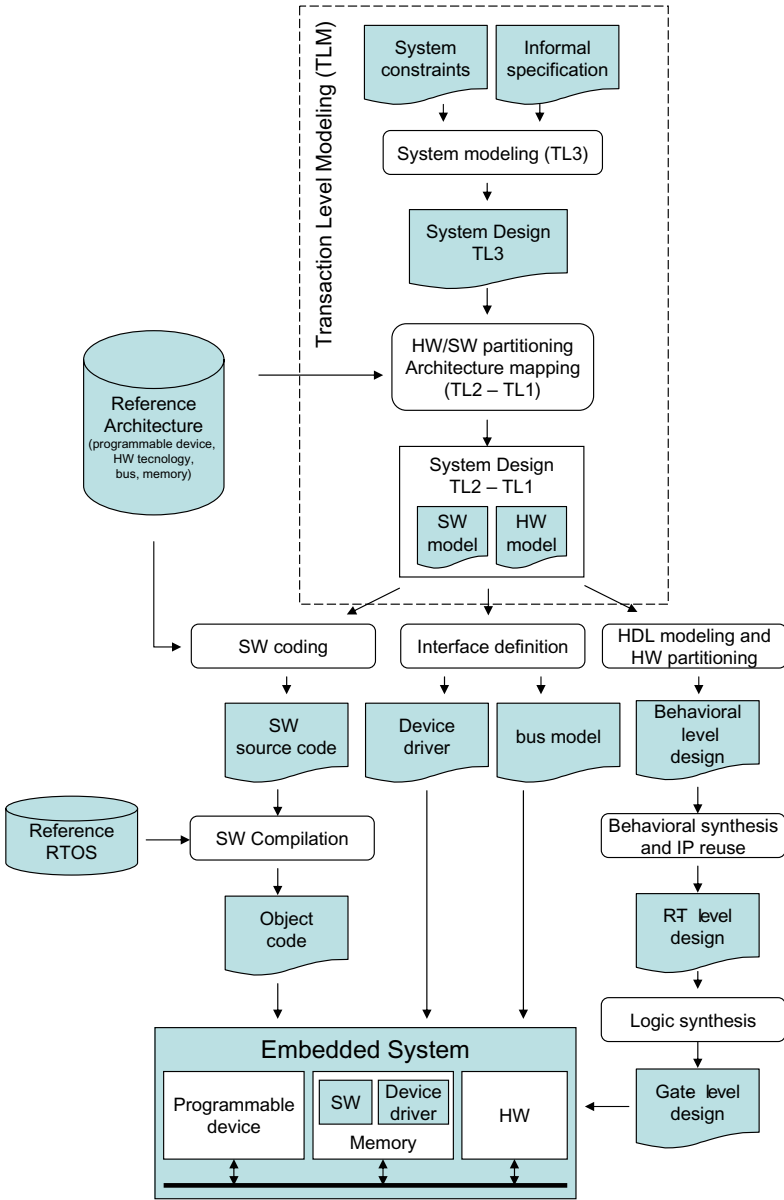 Transaction Level Modeling (TLM)
System
constraints
Informal
specification
System modeling (TL3)
System Design
TL3
HW/SW partitioning
Architecture mapping
(TL2 – TL1)
Reference
Architecture
(programmable device,
HW tecnology,
bus, memory)
System Design
TL2 – TL1
SW
model
HW
model
SW coding
Interface definition
HDL modeling and
HW partitioning
SW
source code
Device
driver
bus model
Behavioral
level
design
Reference
RTOS
SW Compilation
Behavioral synthesis
and IP reuse
Object
code
R-T level
design
Logic synthesis
Gate level
design
Embedded System
Programmable
device
SW
Device
driver
Memory
HW